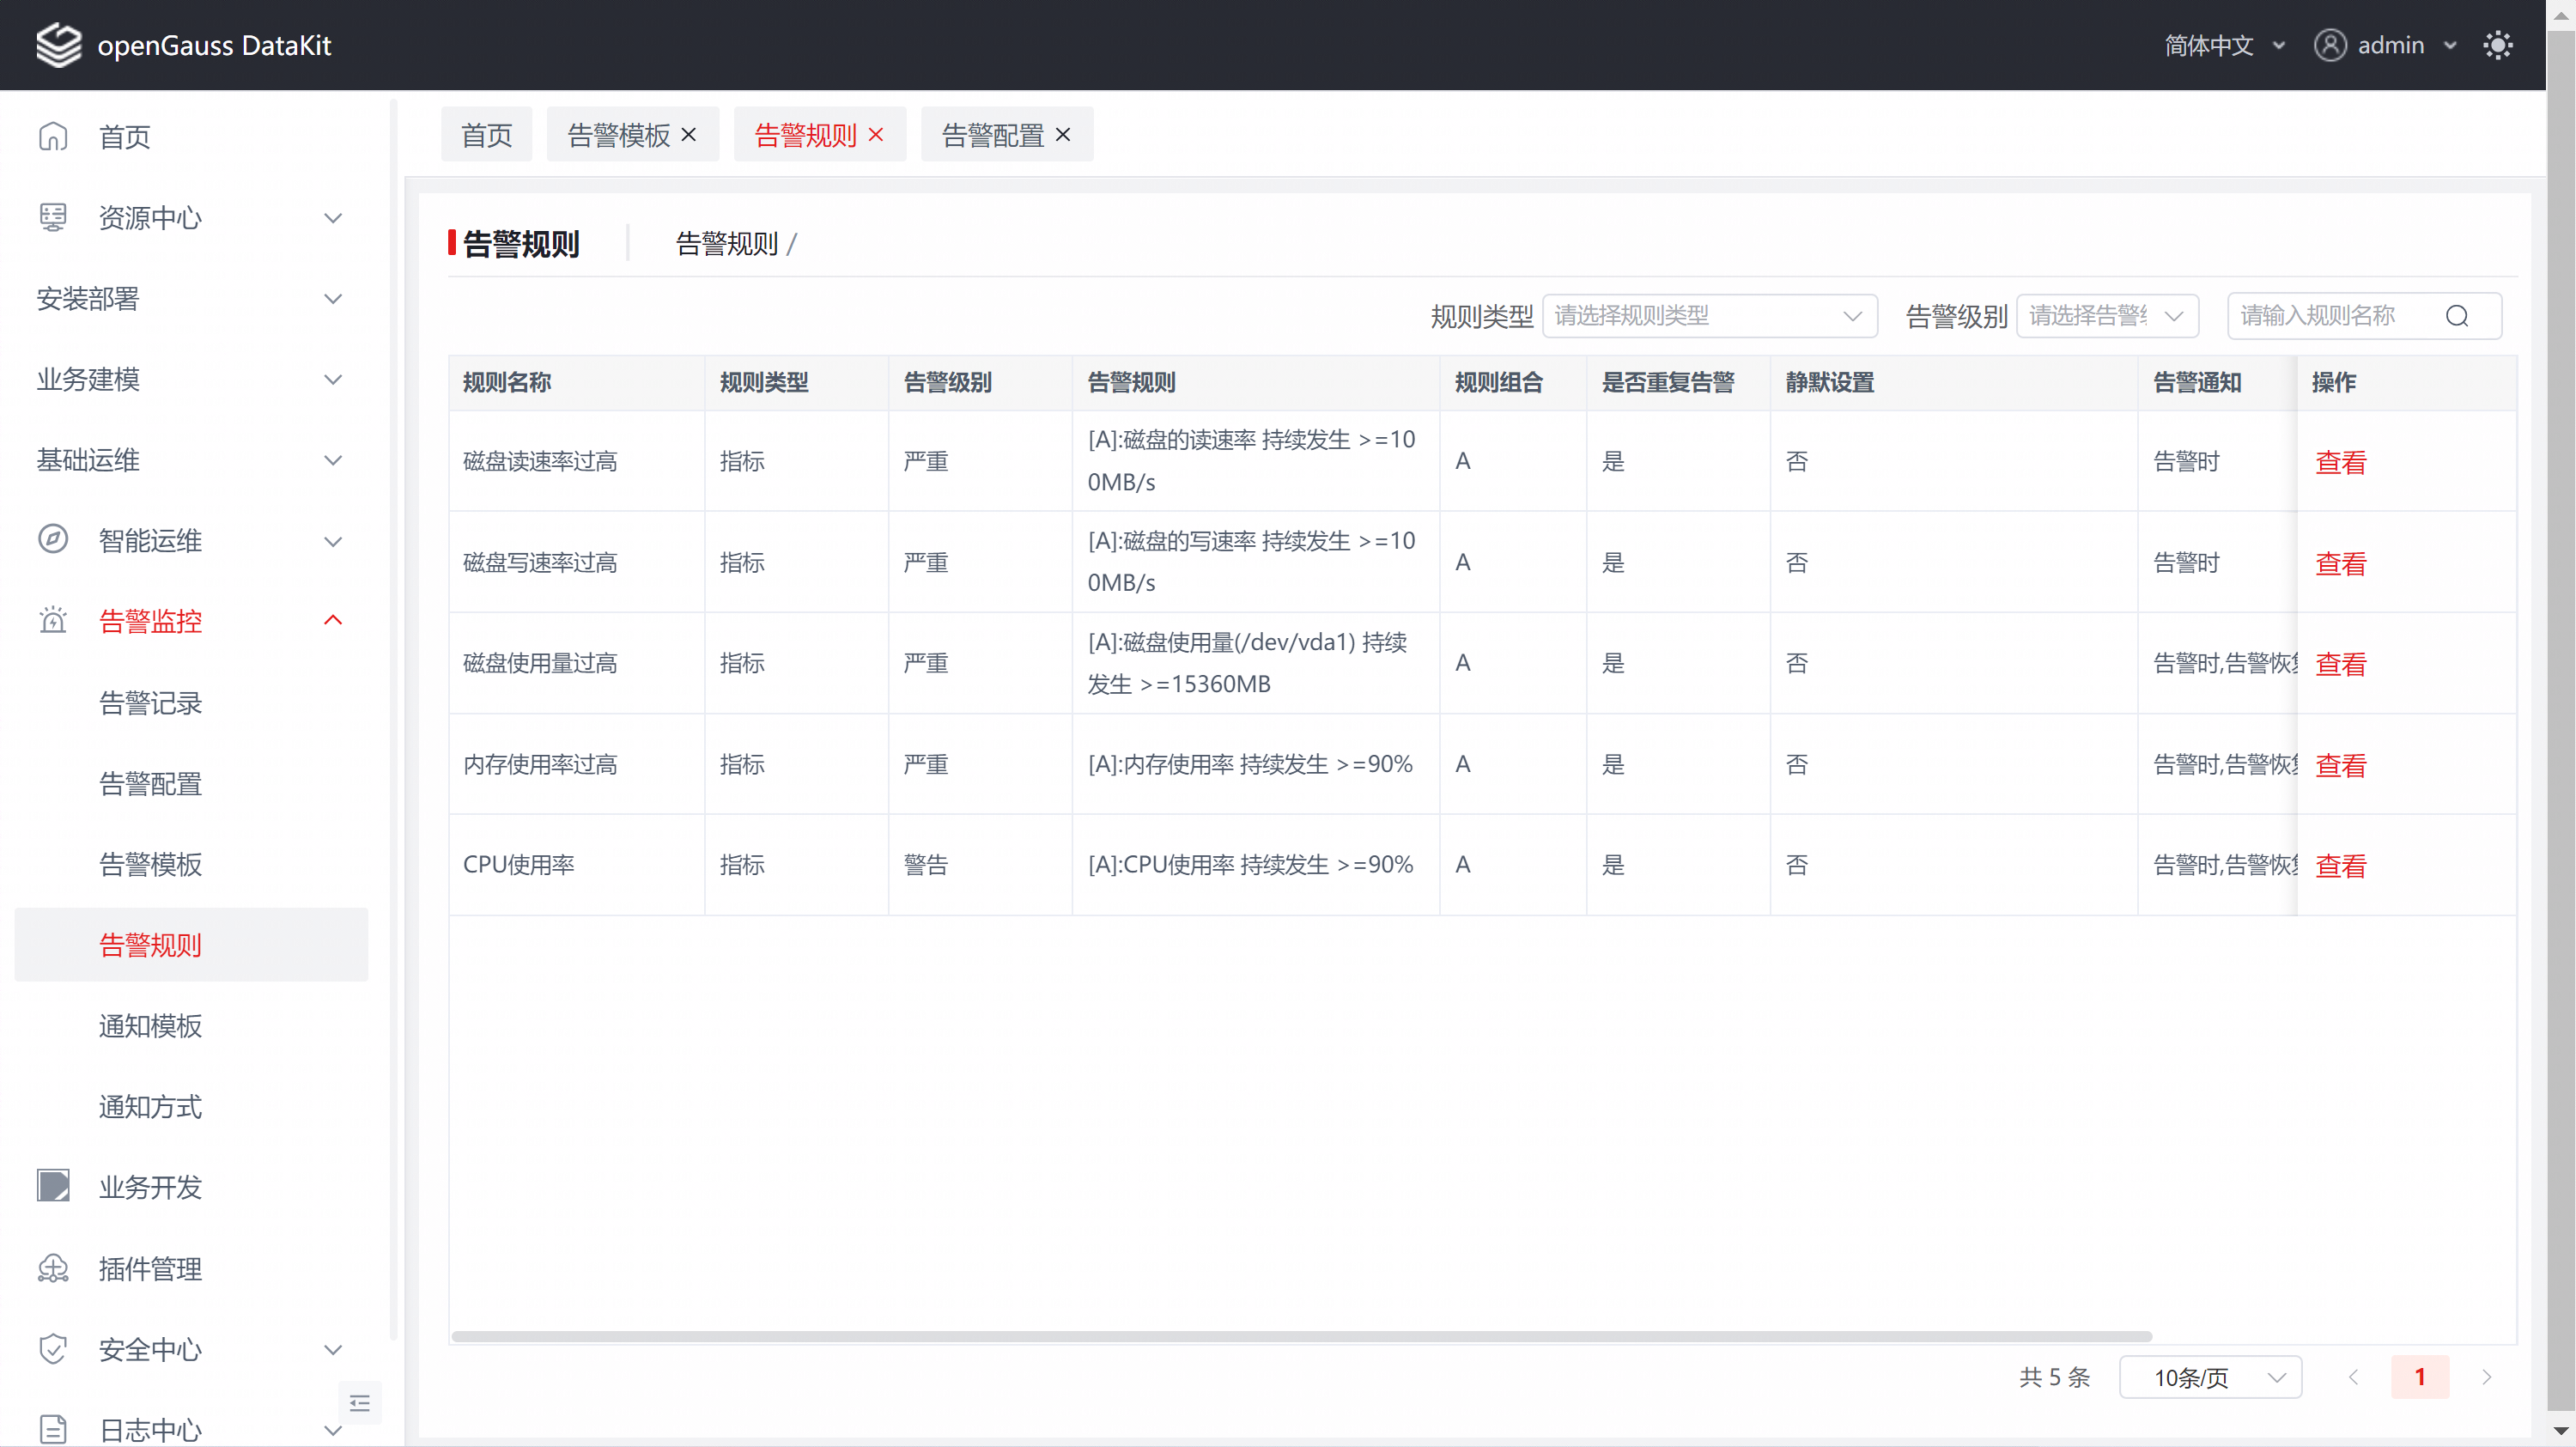 openGauss DataKit
简体中文
admin
首页
资源中心
安装部署
业务建模
基础运维
智能运维
告警监控
告警记录
告警配置
告警模板
告警规则
通知模板
通知方式
业务开发
插件管理
安全中心
日志中心
首页 告警模板 告警规则 告警配置
告警规则 告警规则 /
规则类型 请选择规则类型 告警级别 请选择告警 请输入规则名称
规则名称 规则类型 告警级别 告警规则 规则组合 是否重复告警 静默设置 告警通知 操作
磁盘读速率过高 指标 严重 [A]:磁盘的读速率 持续发生 >=10
0MB/s A 是 否 告警时 查看
磁盘写速率过高 指标 严重 [A]:磁盘的写速率 持续发生 >=10
0MB/s A 是 否 告警时 查看
磁盘使用量过高 指标 严重 [A]:磁盘使用量(/dev/vda1) 持续
发生 >=15360MB A 是 否 告警时,告警恢 查看
内存使用率过高 指标 严重 [A]:内存使用率 持续发生 >=90% A 是 否 告警时,告警恢 查看
CPU使用率 指标 警告 [A]:CPU使用率 持续发生 >=90% A 是 否 告警时,告警恢 查看
共 5 条 10条/页 1